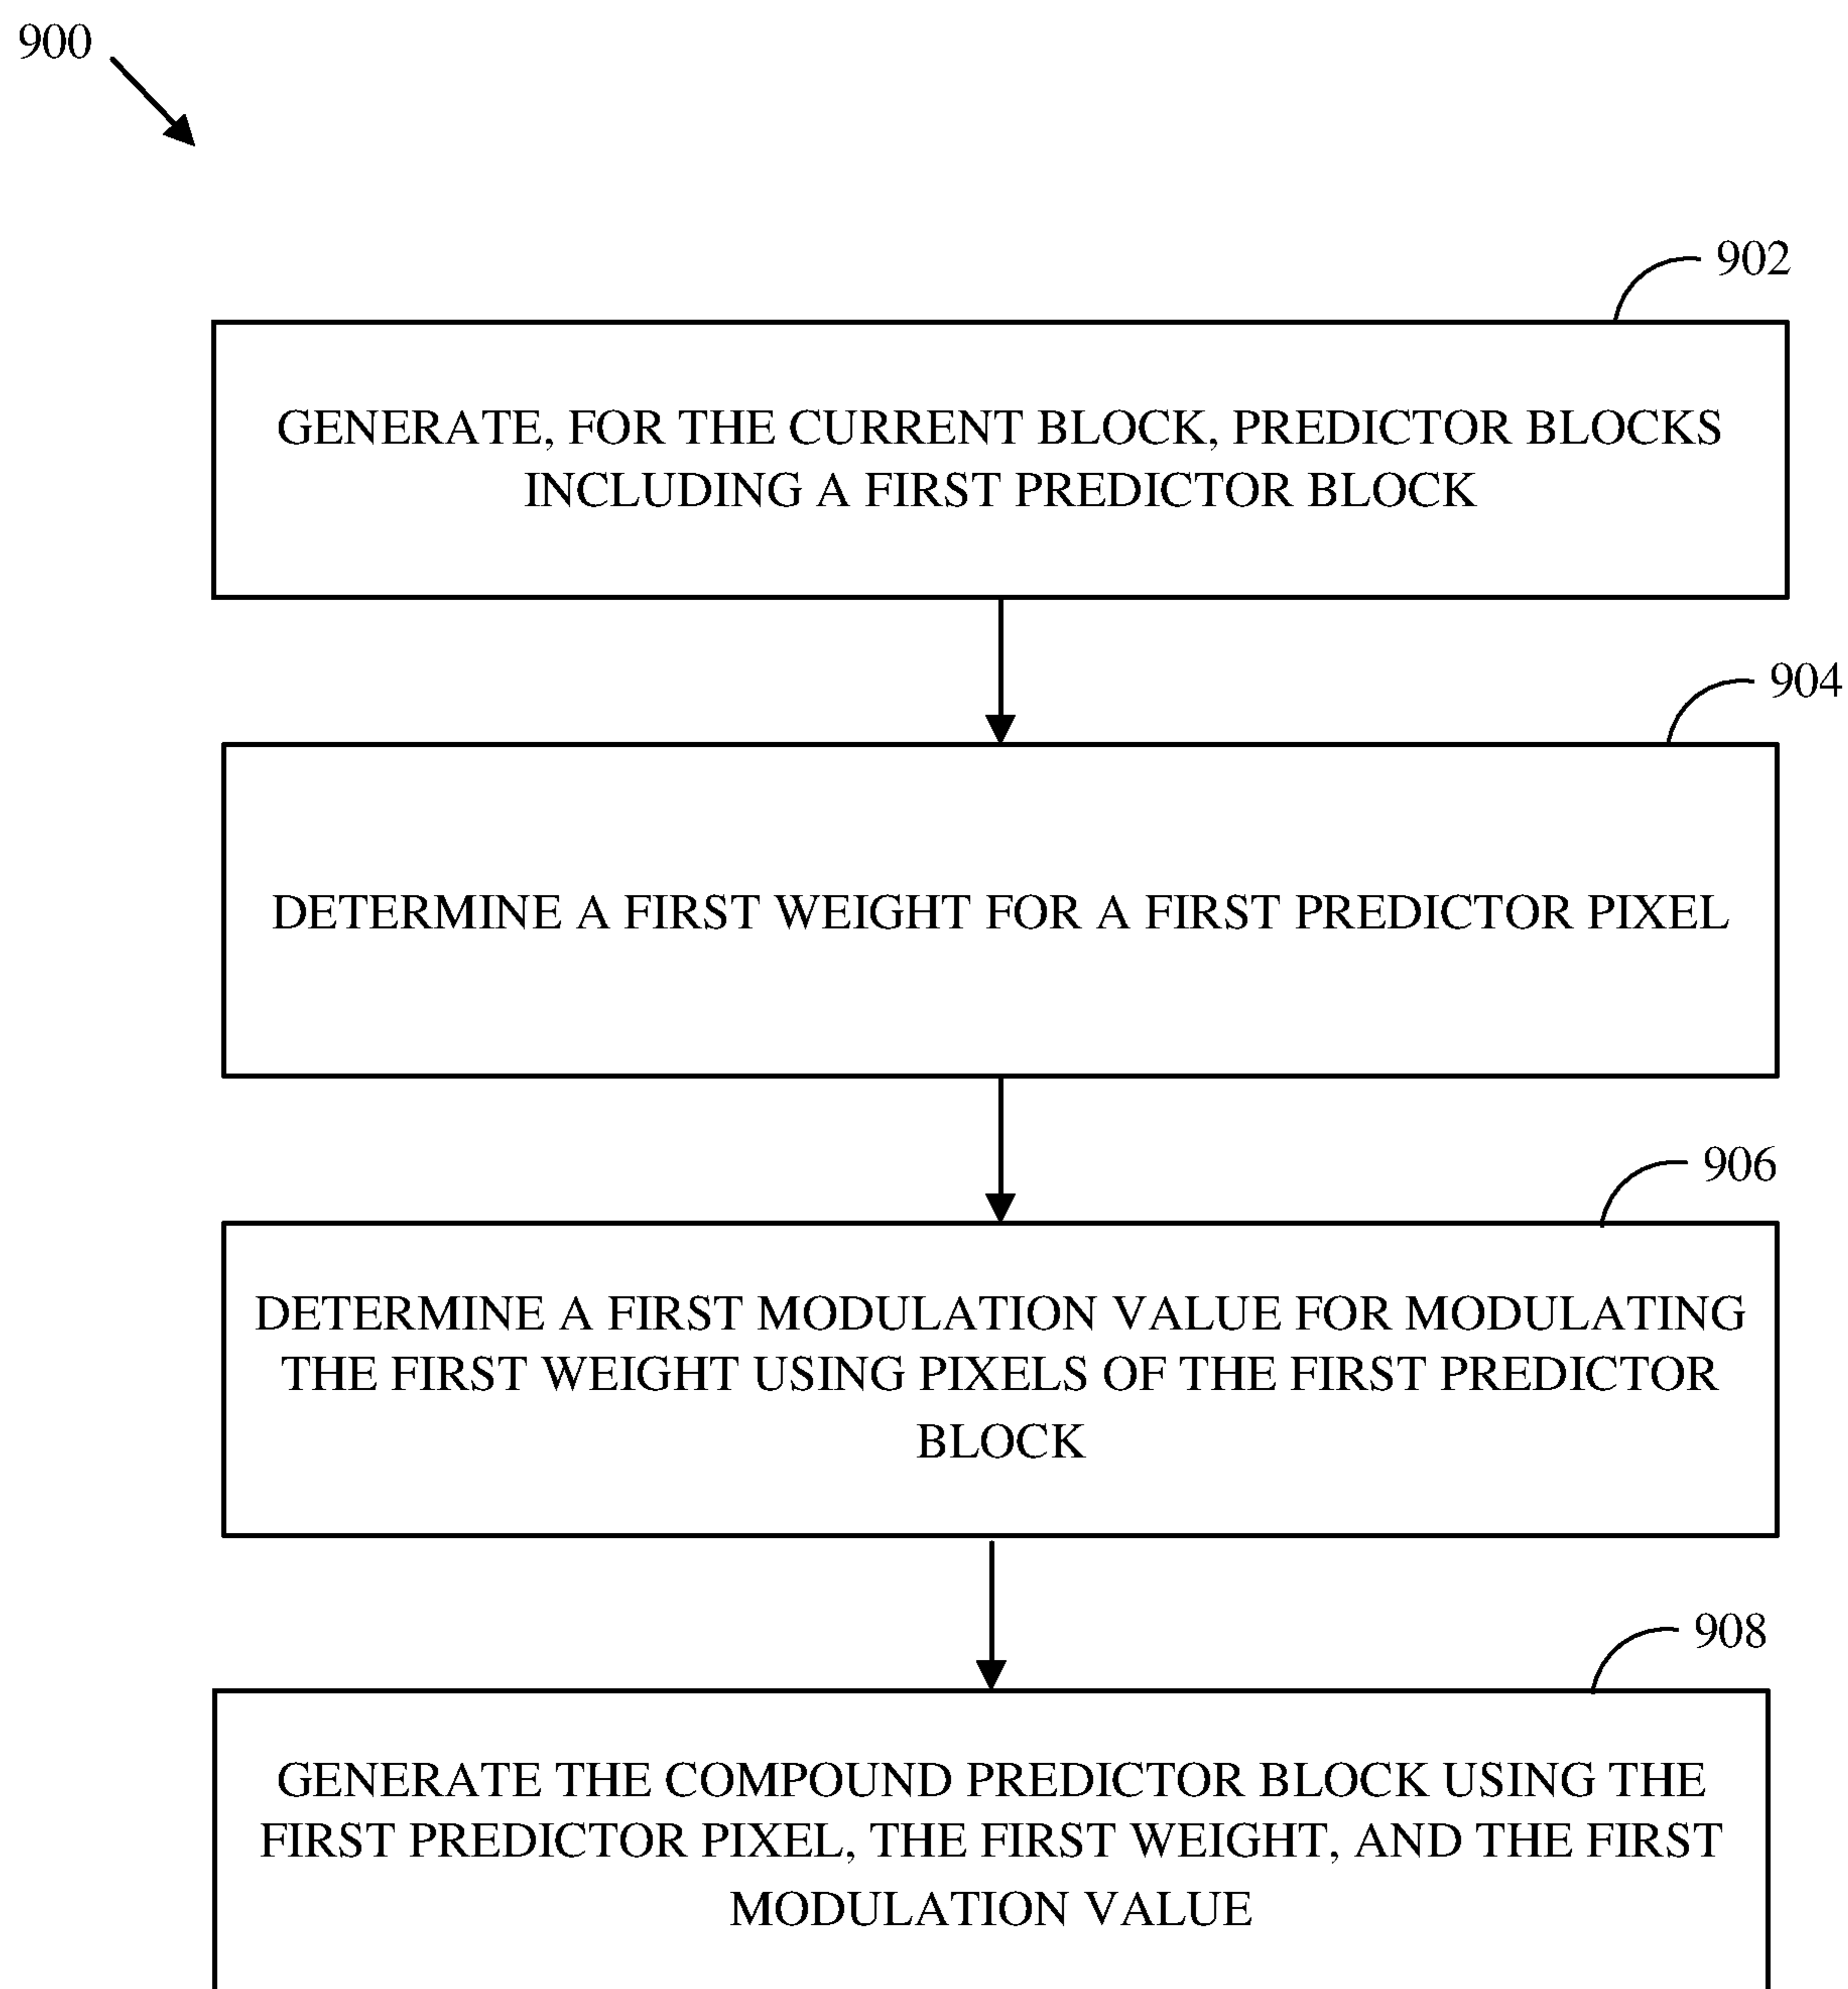 900
902
GENERATE, FOR THE CURRENT BLOCK, PREDICTOR BLOCKS
INCLUDING A FIRST PREDICTOR BLOCK
904
DETERMINE A FIRST WEIGHT FOR A FIRST PREDICTOR PIXEL
906
DETERMINE A FIRST MODULATION VALUE FOR MODULATING
THE FIRST WEIGHT USING PIXELS OF THE FIRST PREDICTOR
BLOCK
908
GENERATE THE COMPOUND PREDICTOR BLOCK USING THE
FIRST PREDICTOR PIXEL, THE FIRST WEIGHT, AND THE FIRST
MODULATION VALUE